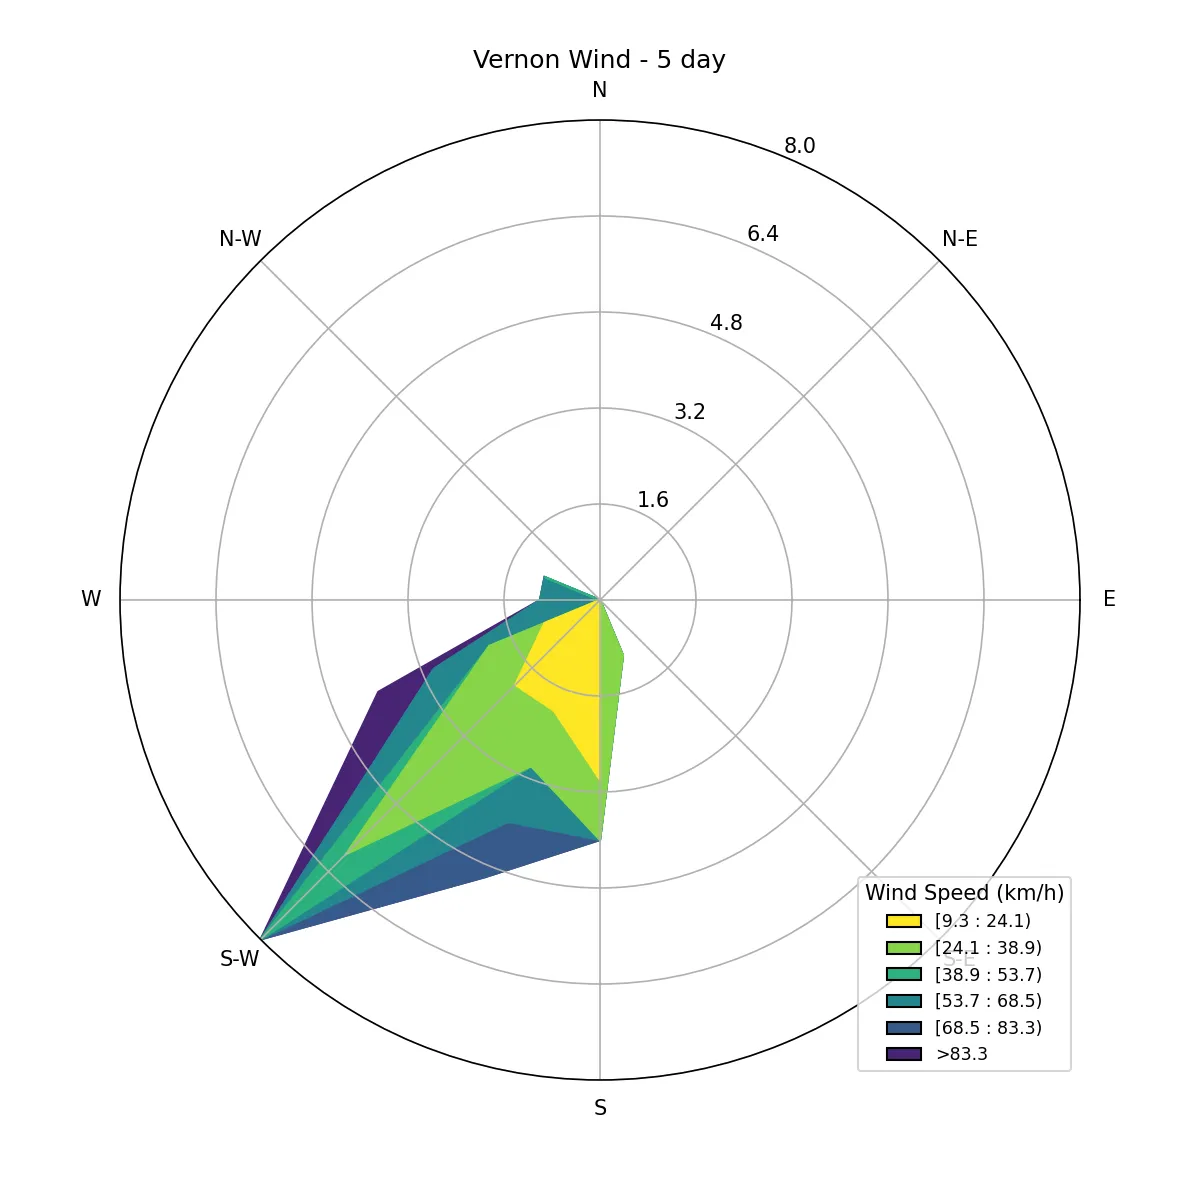 Vernon Wind - 5 day
N
8.0
N-W
6.4
N-E
4.8
3.2
1.6
W
E
S-W
S-E
Wind Speed (km/h)
[9.3 : 24.1)
[24.1 : 38.9)
[38.9 : 53.7)
[53.7 : 68.5)
[68.5 : 83.3)
>83.3
S